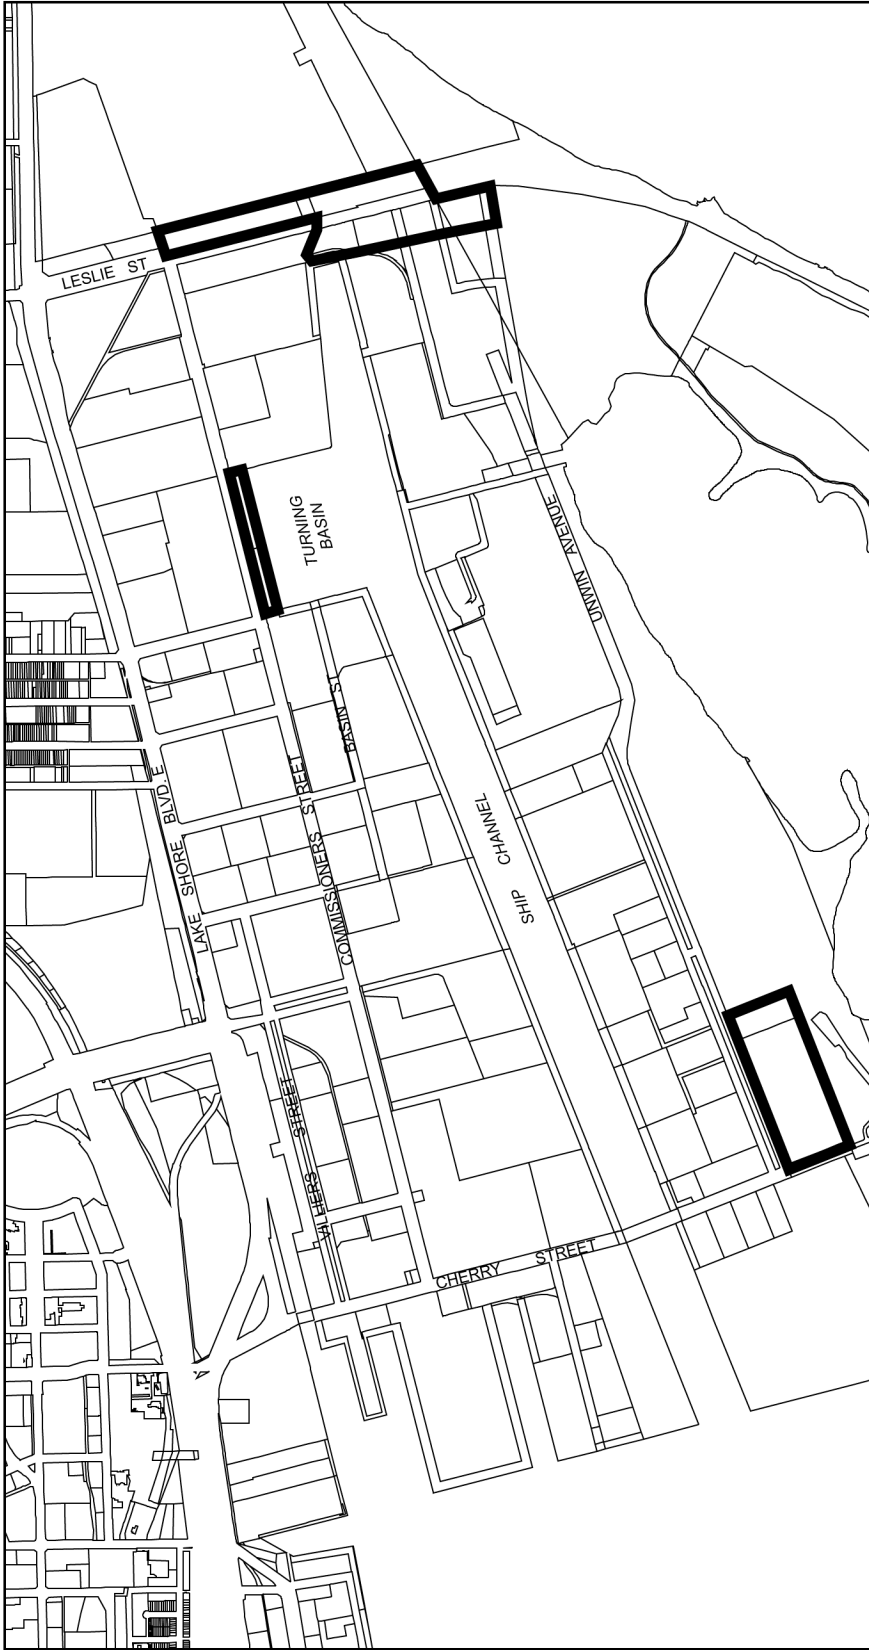 LESLIE ST
TURNING
BASIN
UNWIN AVENUE
BASIN ST
LAKE SHORE BLVD. E
COMMISSIONERS STREET
SHIP CHANNEL
VILLIERS STREET
CHERRY STREET